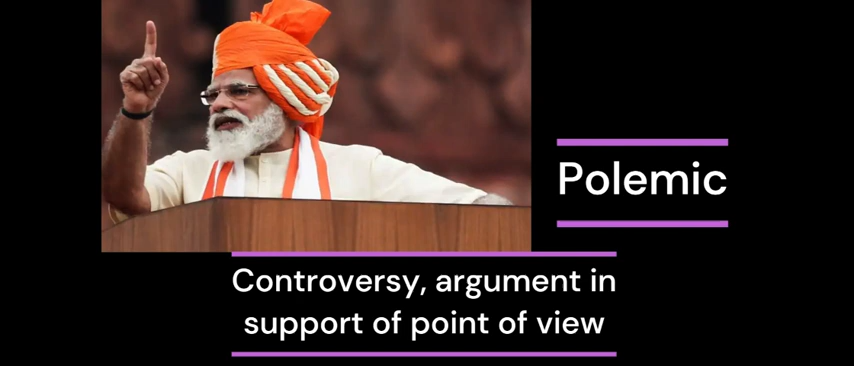 Polemic
Controversy, argument in
support of point of view